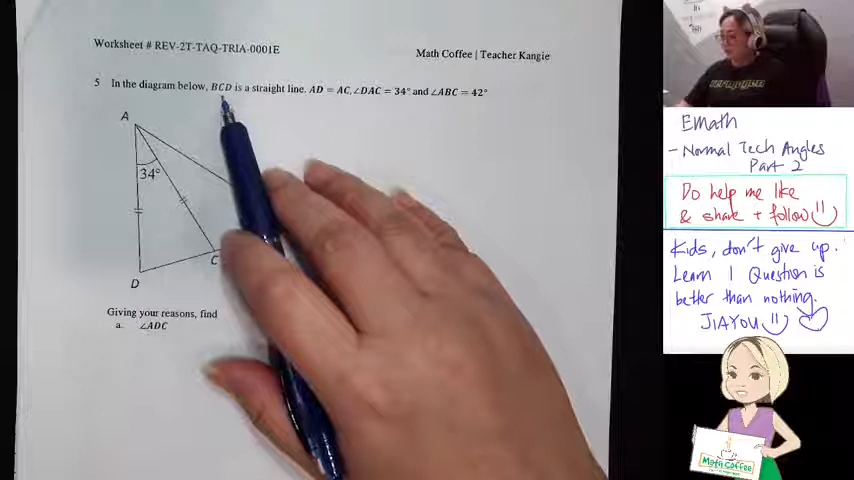 Worksheet # REV-2T-TAQ-TRIA-0001E
Math Coffee | Teacher Kangie
5 In the diagram below, BCD is a straight line. AD = AC, ∠DAC = 34° and ∠ABC = 42°
A
34°
C
D
Giving your reasons, find
a. ∠ADC
Emath
- Normal Tech Angles
Part 2
Do help me like
& share + follow
Kids, don't give up.
Learn 1 Question is
better than nothing.
JIAYOU
Math Coffee